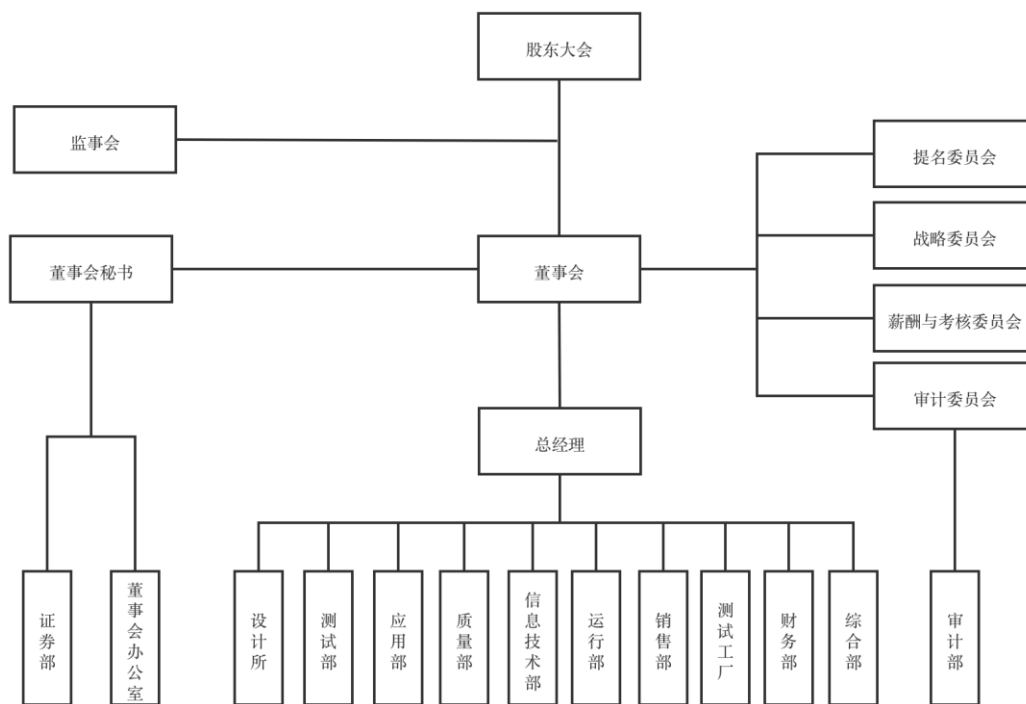 股东大会
监事会
提名委员会
战略委员会
董事会秘书
董事会
薪酬与考核委员会
审计委员会
总经理
证券部
董事会办公室
设计所
测试部
应用部
质量部
信息技术部
运行部
销售部
测试工厂
财务部
综合部
审计部